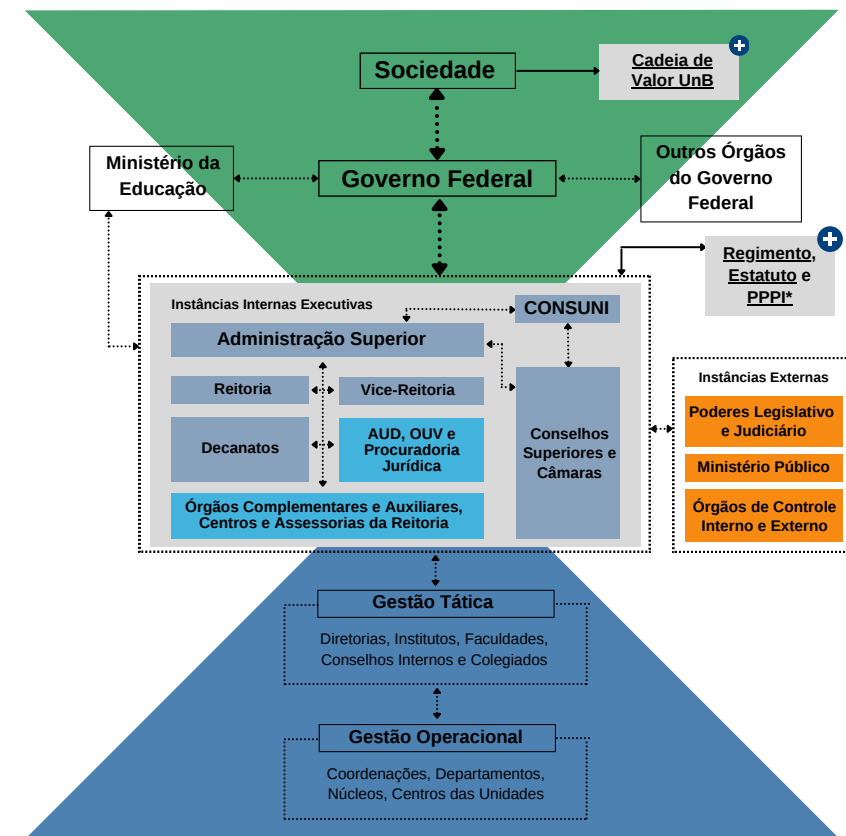 Sociedade
Cadeia de
Valor UnB
Ministério da
Educação
Governo Federal
Outros Órgãos
do Governo
Federal
Regimento,
Estatuto e
PPPI*
Instâncias Internas Executivas
CONSUNI
Administração Superior
Reitoria
Vice-Reitoria
Decanatos
AUD, OUV e
Procuradoria
Jurídica
Conselhos
Superiores e
Câmaras
Órgãos Complementares e Auxiliares,
Centros e Assessorias da Reitoria
Instâncias Externas
Poderes Legislativo
e Judiciário
Ministério Público
Órgãos de Controle
Interno e Externo
Gestão Tática
Diretorias, Institutos, Faculdades,
Conselhos Internos e Colegiados
Gestão Operacional
Coordenações, Departamentos,
Núcleos, Centros das Unidades